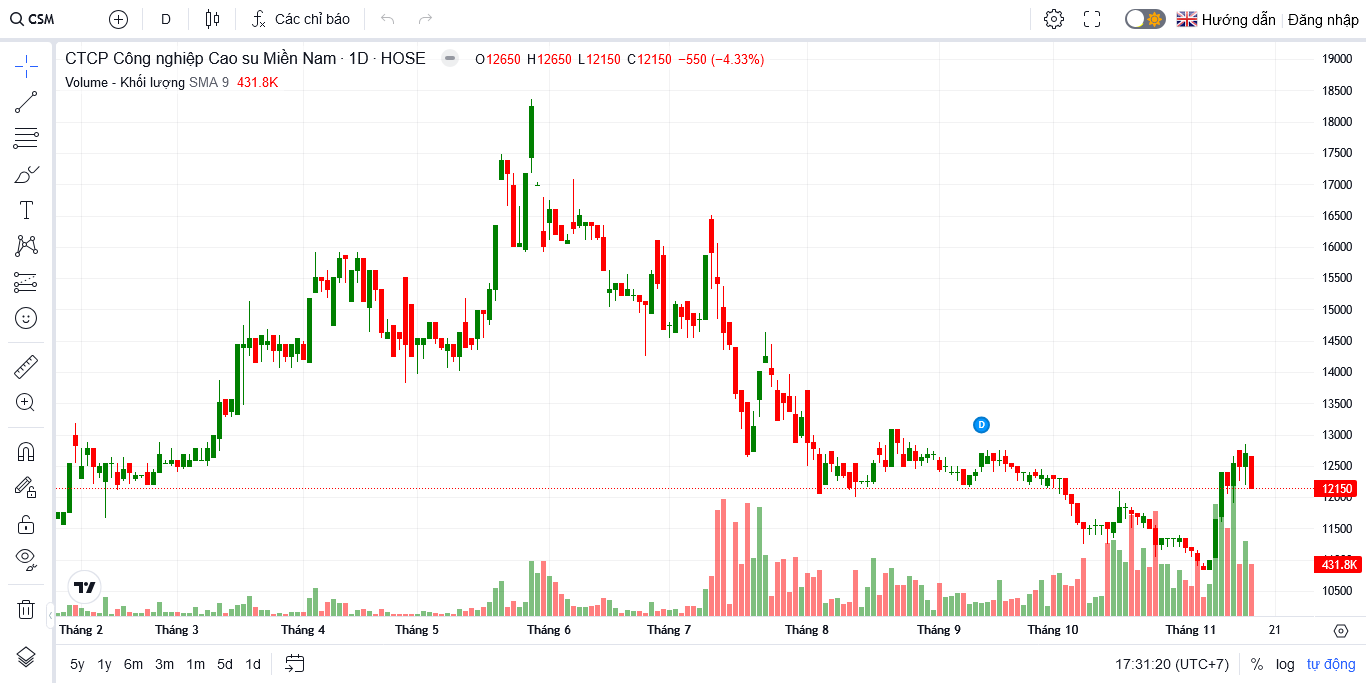 CSM D Các chỉ báo Hướng dẫn Đăng nhập
CTCP Công nghiệp Cao su Miền Nam · 1D · HOSE O12650 H12650 L12150 C12150 −550 (−4.33%)
Volume - Khối lượng SMA 9 431.8K
19000
18500
18000
17500
17000
16500
16000
15500
15000
14500
14000
13500
13000
12500
12150
12000
11500
431.8K
10500
D
Tháng 2 Tháng 3 Tháng 4 Tháng 5 Tháng 6 Tháng 7 Tháng 8 Tháng 9 Tháng 10 Tháng 11 21
5y 1y 6m 3m 1m 5d 1d 17:31:20 (UTC+7) % log tự động